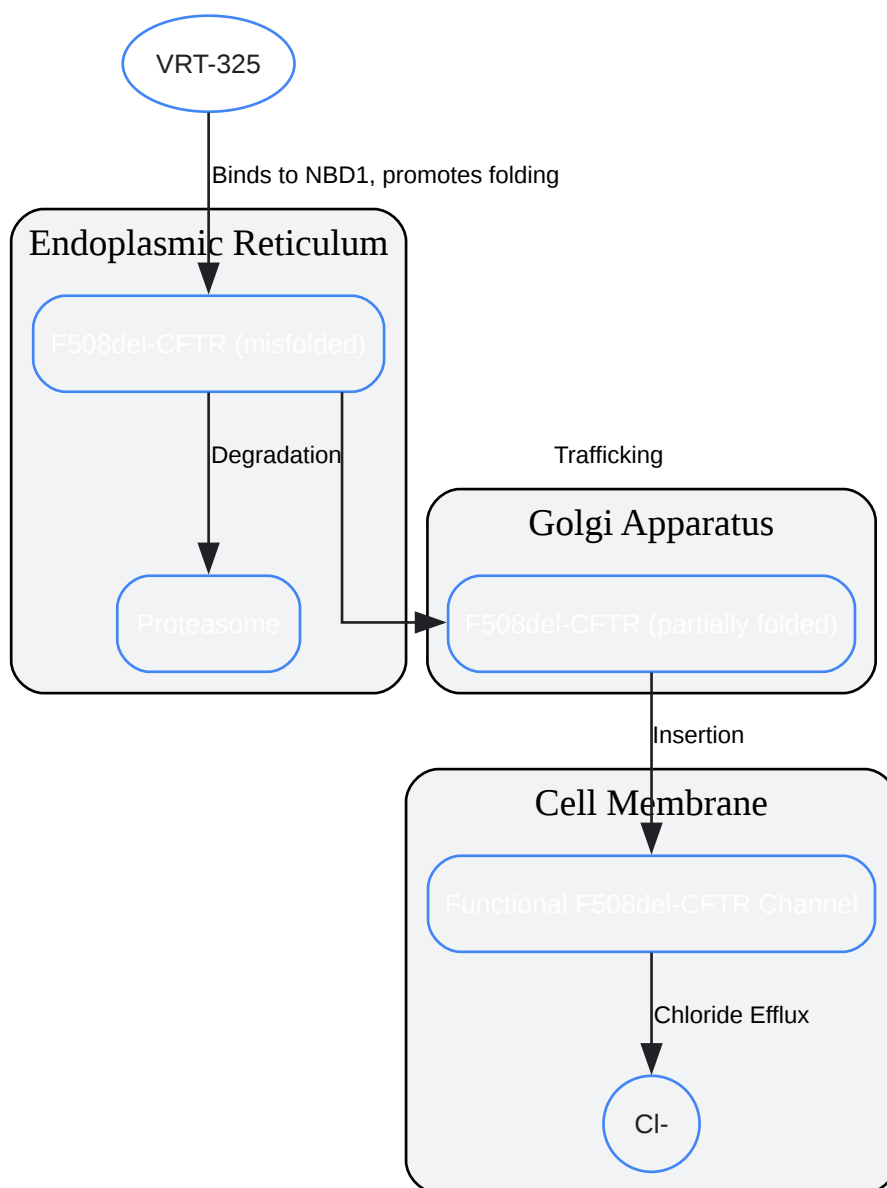 VRT-325
Binds to NBD1, promotes folding
Endoplasmic Reticulum
F508del-CFTR (misfolded)
Degradation
Trafficking
Golgi Apparatus
Proteasome
F508del-CFTR (partially folded)
Insertion
Cell Membrane
Functional F508del-CFTR Channel
Chloride Efflux
Cl-